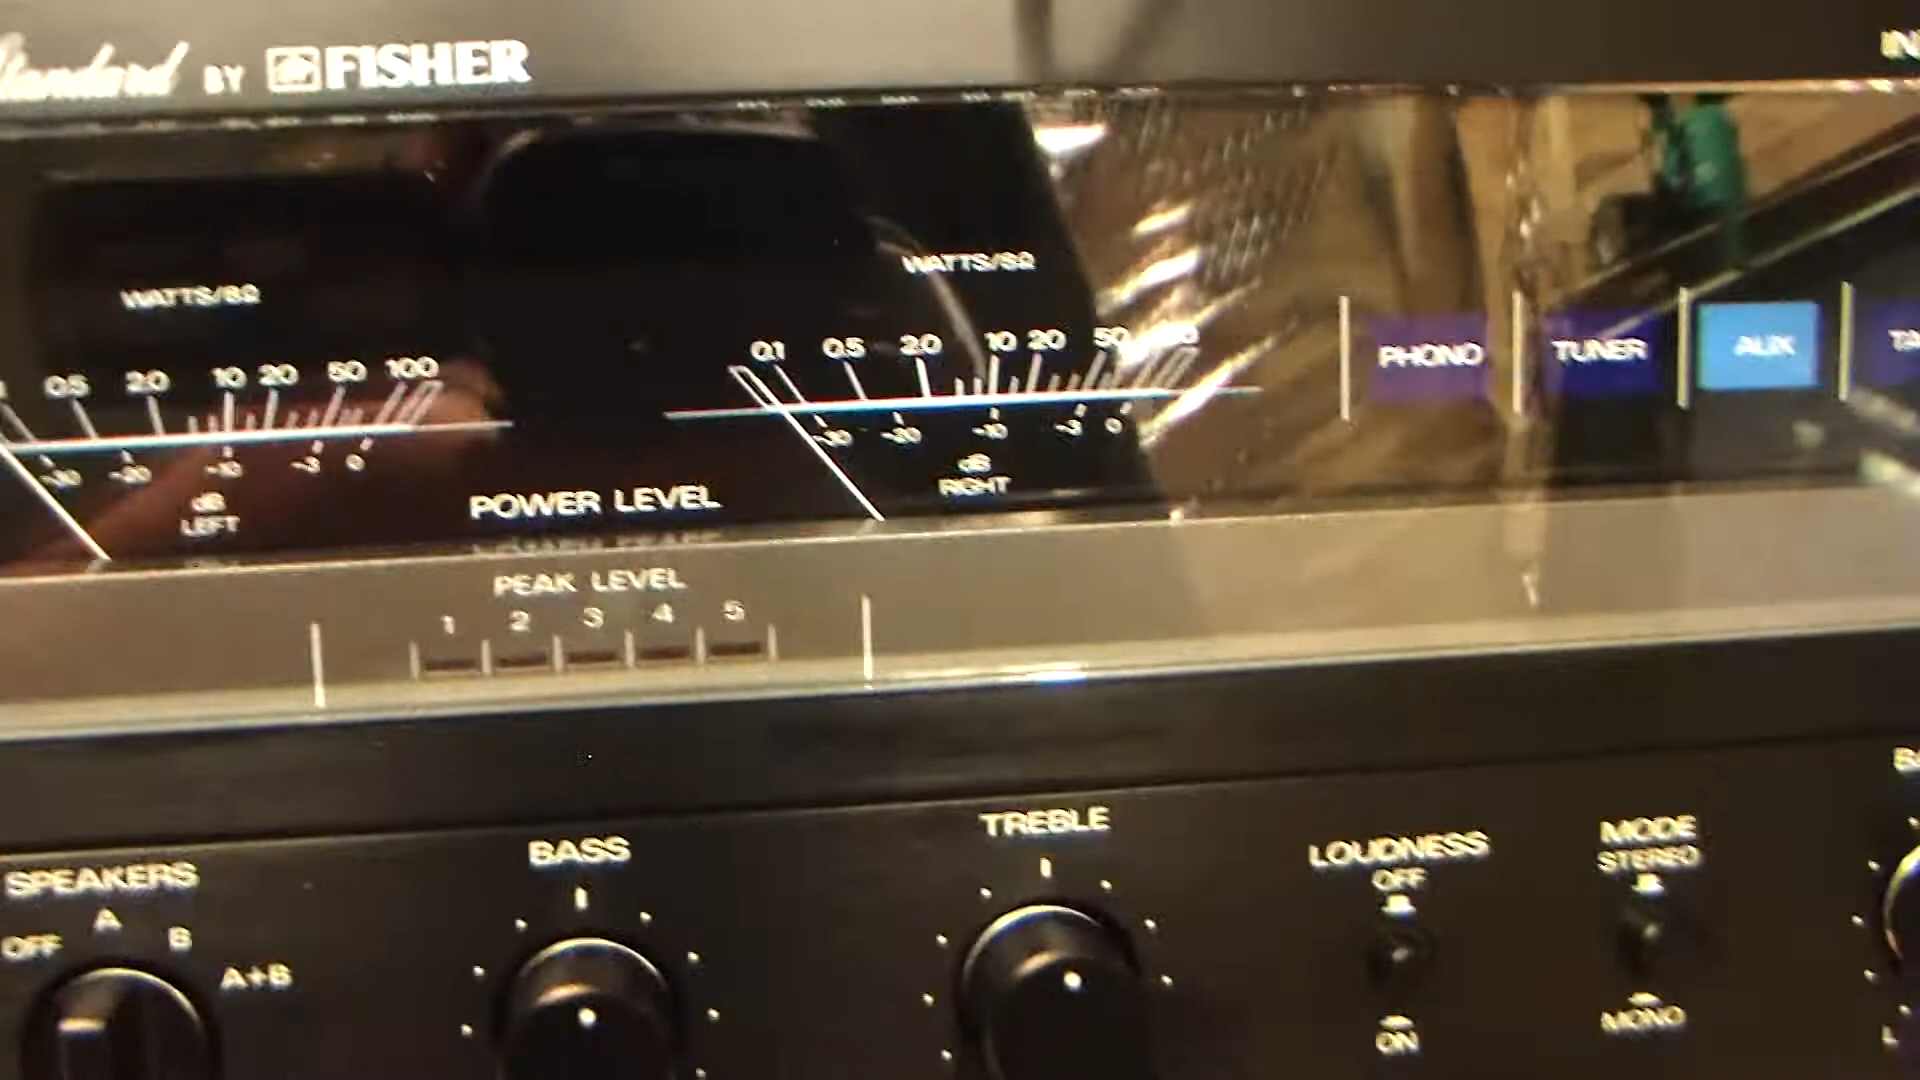 Standard BY FISHER
WATTS/8Ω
0.5 2.0 10 20 50 100
-30 -20 -10 -3 0
dB
LEFT
WATTS/8Ω
0.1 0.5 2.0 10 20 50 100
-30 -20 -10 -3 0
dB
RIGHT
POWER LEVEL
PHONO TUNER AUX
PEAK LEVEL
1 2 3 4 5
SPEAKERS
OFF A B A+B
BASS
TREBLE
LOUDNESS
OFF
ON
MODE
STEREO
MONO